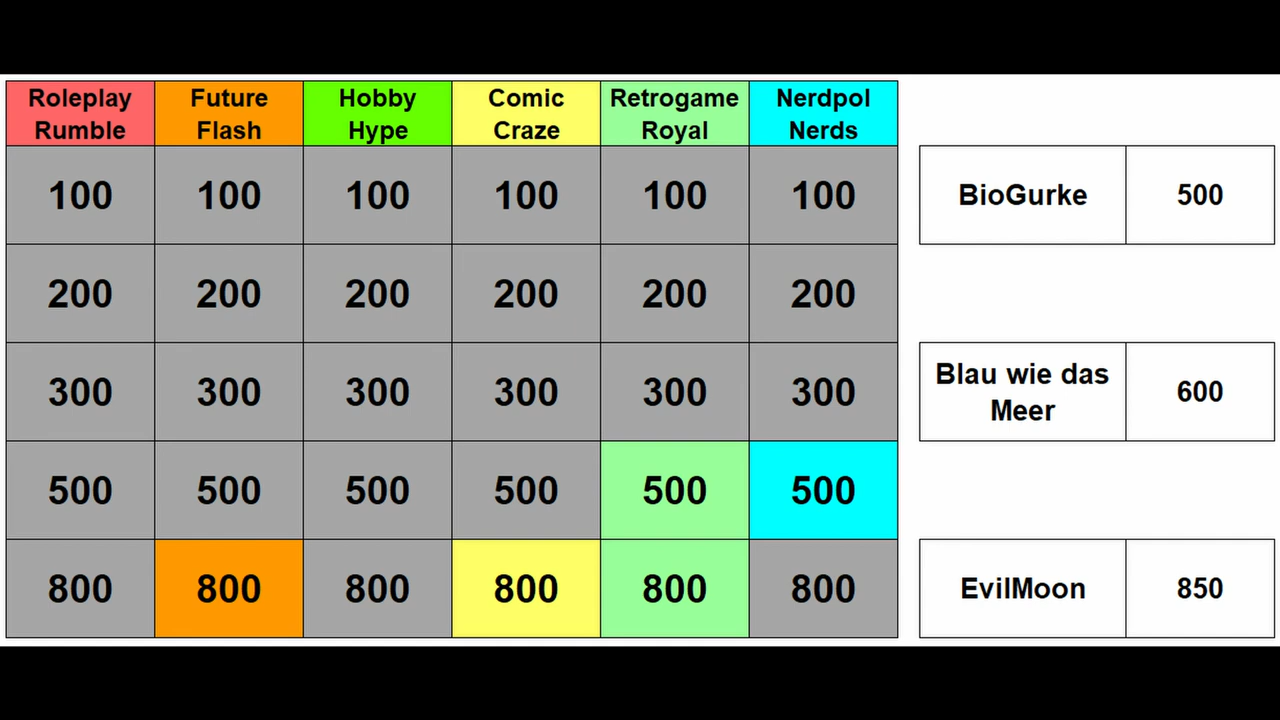 Roleplay Rumble
Future Flash
Hobby Hype
Comic Craze
Retrogame Royal
Nerdpol Nerds
100 100 100 100 100 100
BioGurke 500
200 200 200 200 200 200
300 300 300 300 300 300
Blau wie das
Meer
600
500 500 500 500 500 500
800 800 800 800 800 800
EvilMoon 850